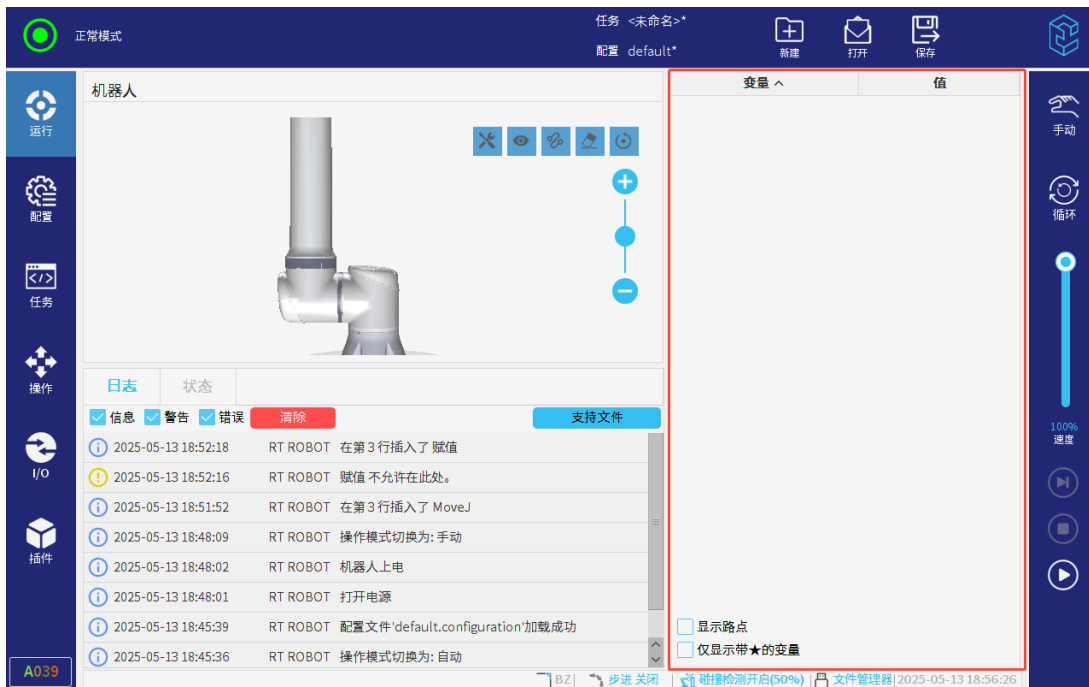 正常模式
任务 <未命名>*
配置 default*
新建
打开
保存
运行
配置
任务
操作
I/O
插件
A039
机器人
日志
状态
信息
警告
错误
清除
支持文件
2025-05-13 18:52:18 RT ROBOT 在第 3 行插入了 赋值
2025-05-13 18:52:16 RT ROBOT 赋值 不允许在此处。
2025-05-13 18:51:52 RT ROBOT 在第 3 行插入了 MoveJ
2025-05-13 18:48:09 RT ROBOT 操作模式切换为: 手动
2025-05-13 18:48:02 RT ROBOT 机器人上电
2025-05-13 18:48:01 RT ROBOT 打开电源
2025-05-13 18:45:39 RT ROBOT 配置文件'default.configuration'加载成功
2025-05-13 18:45:36 RT ROBOT 操作模式切换为: 自动
变量
值
显示路点
仅显示带★的变量
手动
循环
100%
速度
BZ
步进 关闭
碰撞检测开启(50%)
文件管理器
2025-05-13 18:56:26